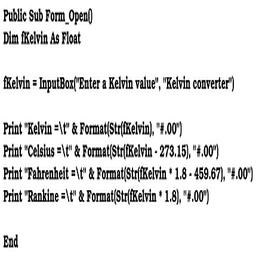 Public Sub Form_Open()
Dim fKelvin As Float
fKelvin = InputBox("Enter a Kelvin value", "Kelvin converter")
Print "Kelvin =\t" & Format(Str(fKelvin), "#.00")
Print "Celsius =\t" & Format(Str(fKelvin - 273.15), "#.00")
Print "Fahrenheit =\t" & Format(Str(fKelvin * 1.8 - 459.67), "#.00")
Print "Rankine =\t" & Format(Str(fKelvin * 1.8), "#.00")
End